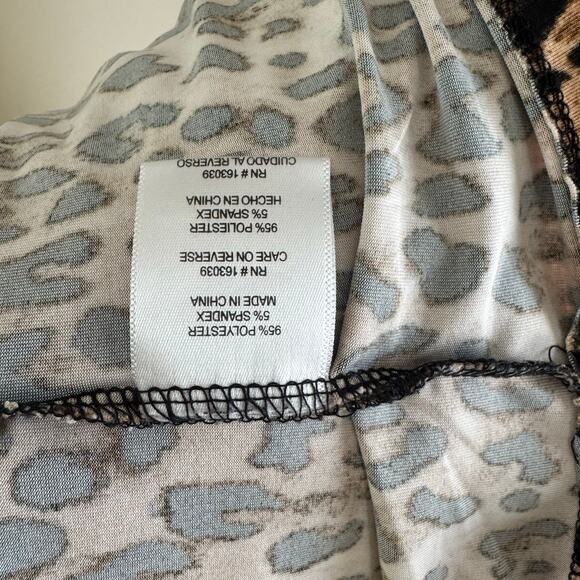 95% POLYESTER
5% SPANDEX
MADE IN CHINA
RN # 163039
CARE ON REVERSE
95% POLIESTER
5% SPANDEX
HECHO EN CHINA
RN # 163039
CUIDADO AL REVERSO